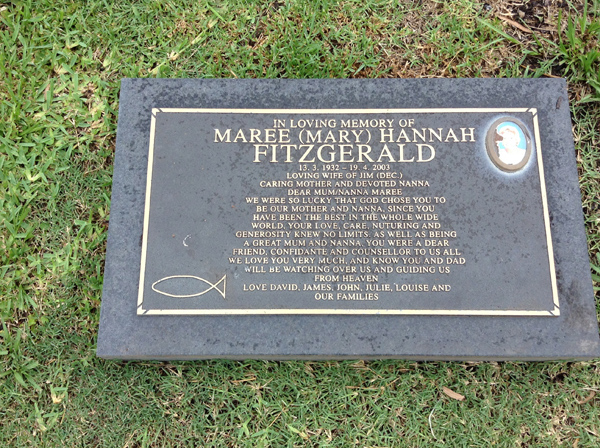 IN LOVING MEMORY OF
MAREE (MARY) HANNAH
FITZGERALD
15. 3. 1932 – 19. 4. 2003
LOVING WIFE OF JIM (DEC.)
CARING MOTHER AND DEVOTED NANNA
DEAR MUM/NANNA MAREE
WE WERE SO LUCKY THAT GOD CHOSE YOU TO
BE OUR MOTHER AND NANNA, SINCE YOU
HAVE BEEN THE BEST IN THE WHOLE WIDE
WORLD, YOUR LOVE, CARE, NUTURING AND
GENEROSITY KNEW NO LIMITS. AS WELL AS BEING
A GREAT MUM AND NANNA, YOU WERE A DEAR
FRIEND, CONFIDANTE AND COUNSELLOR TO US ALL.
WE LOVE YOU VERY MUCH, AND KNOW YOU AND DAD
WILL BE WATCHING OVER US AND GUIDING US
FROM HEAVEN
LOVE DAVID, JAMES, JOHN, JULIE, LOUISE AND
OUR FAMILIES